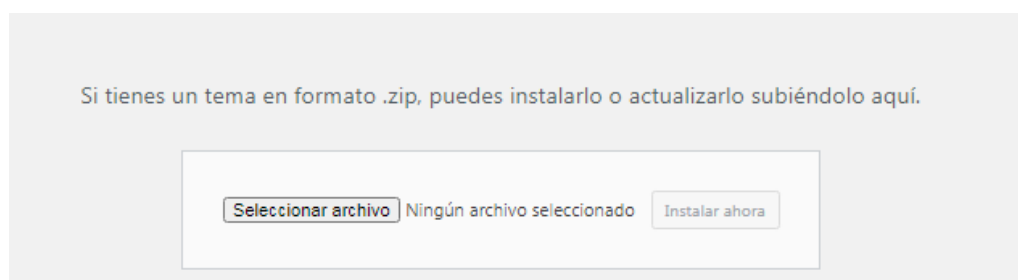 Si tienes un tema en formato .zip, puedes instalarlo o actualizarlo subiéndolo aquí.
Seleccionar archivo Ningún archivo seleccionado Instalar ahora